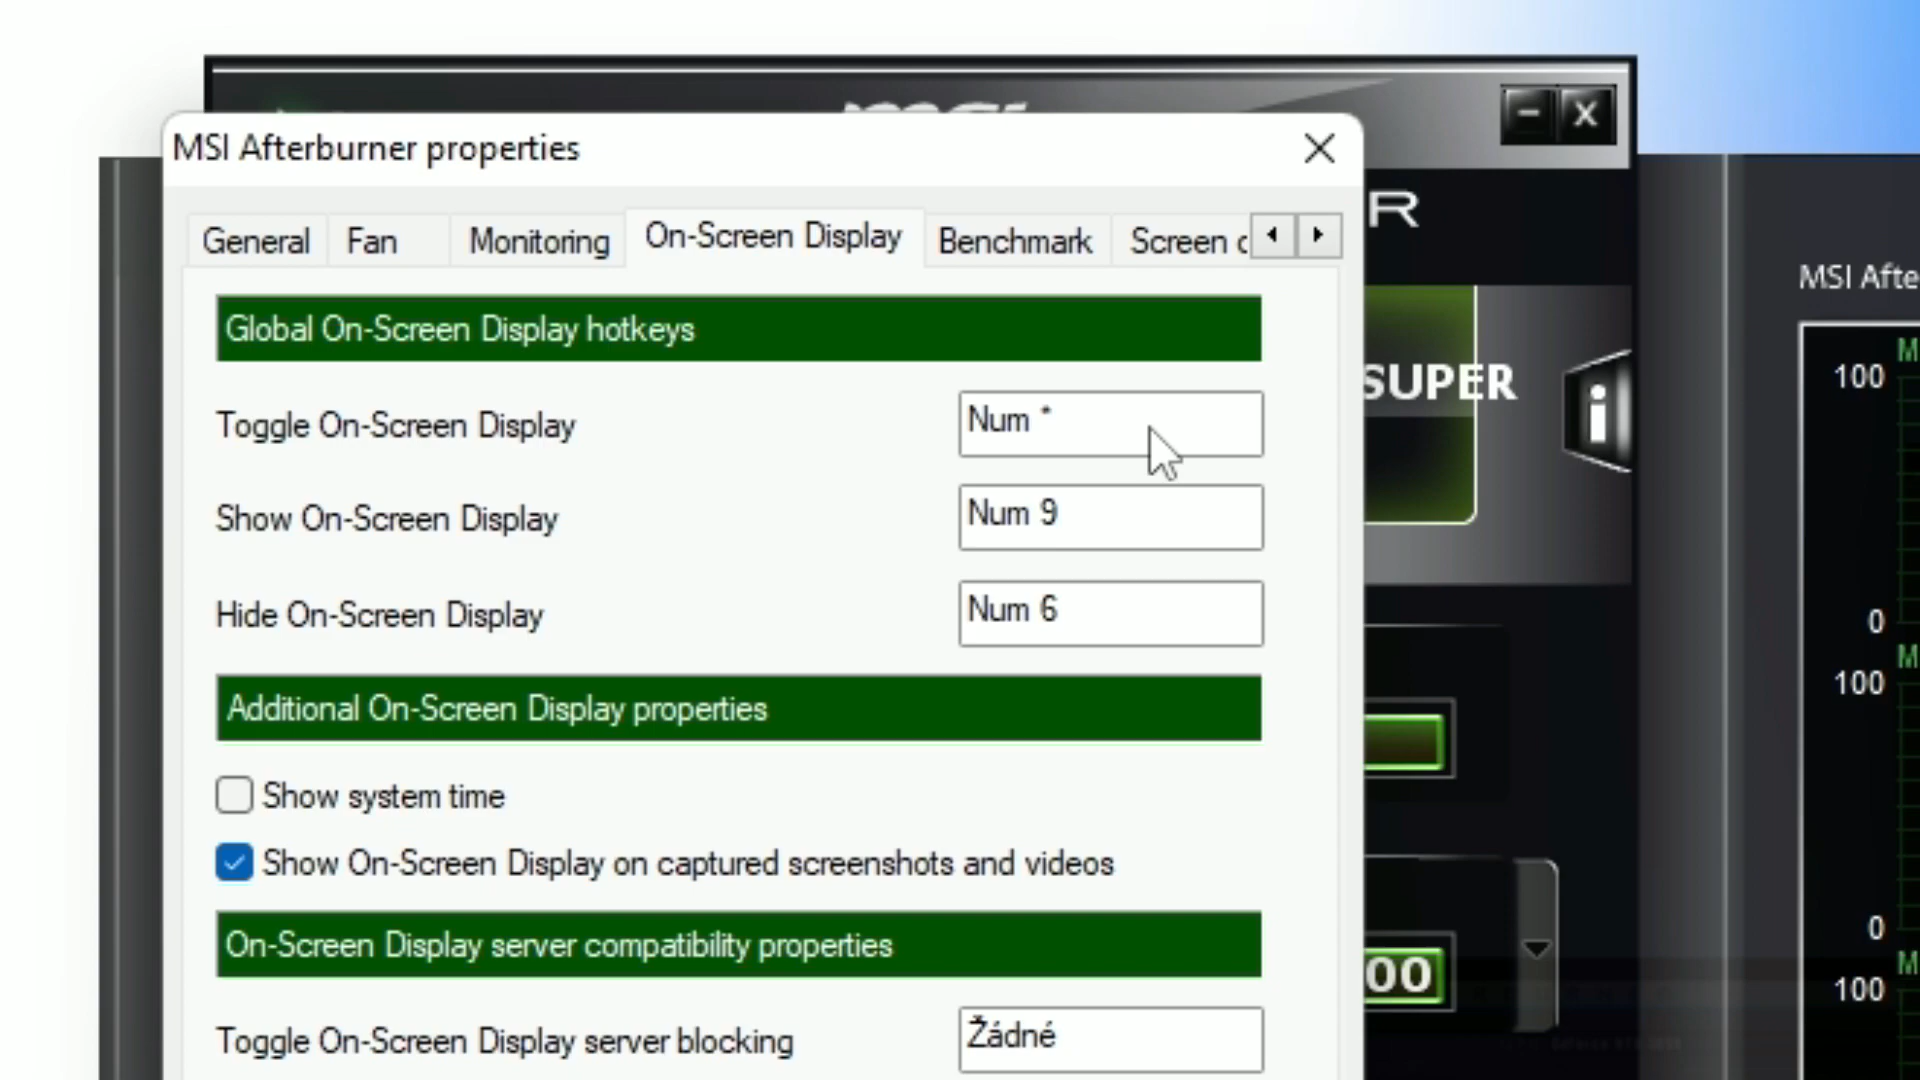 MSI Afterburner properties
General Fan Monitoring On-Screen Display Benchmark Screen c
R
MSI Afte
Global On-Screen Display hotkeys
Toggle On-Screen Display Num *
SUPER
i
Show On-Screen Display Num 9
Hide On-Screen Display Num 6
Additional On-Screen Display properties
Show system time
Show On-Screen Display on captured screenshots and videos
On-Screen Display server compatibility properties
Toggle On-Screen Display server blocking Žádné
00
M
100
0
M
100
0
M
100